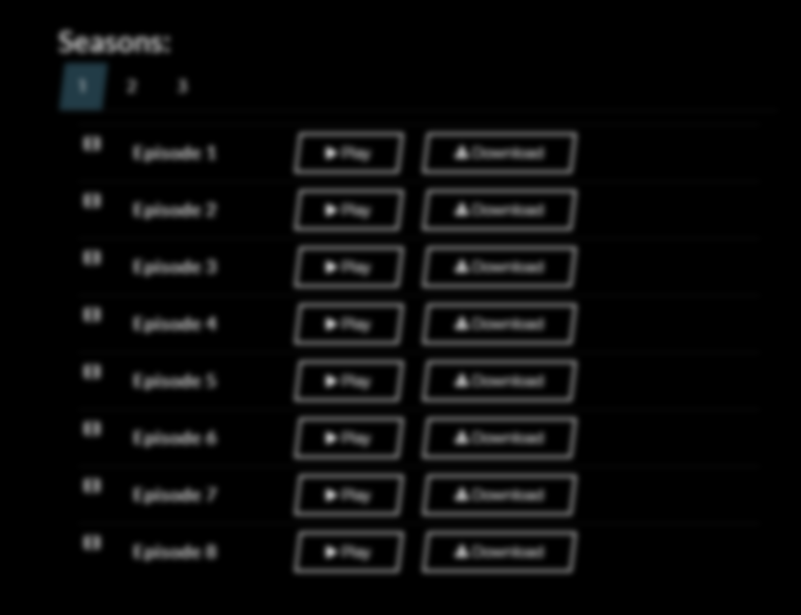 Seasons:
1 2 3
Episode 1 Play Download
Episode 2 Play Download
Episode 3 Play Download
Episode 4 Play Download
Episode 5 Play Download
Episode 6 Play Download
Episode 7 Play Download
Episode 8 Play Download